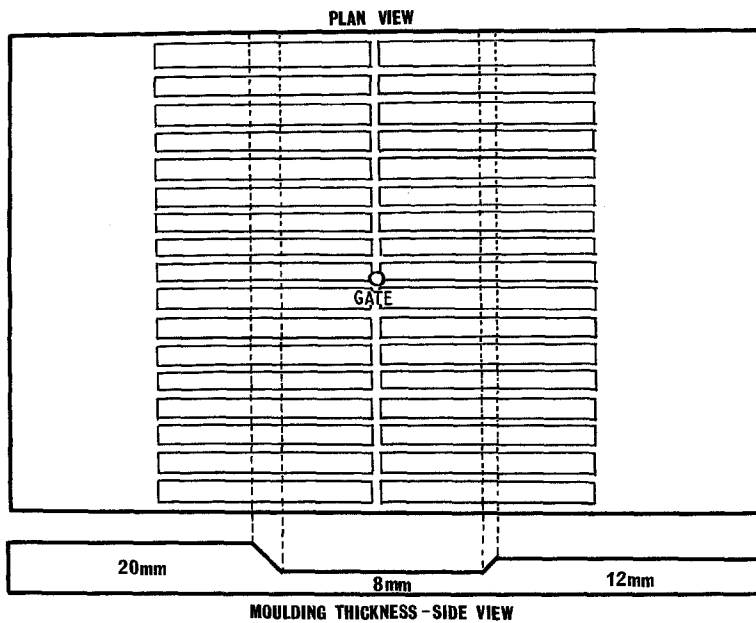 PLAN VIEW
GATE
20mm
8mm
12mm
MOULDING THICKNESS - SIDE VIEW